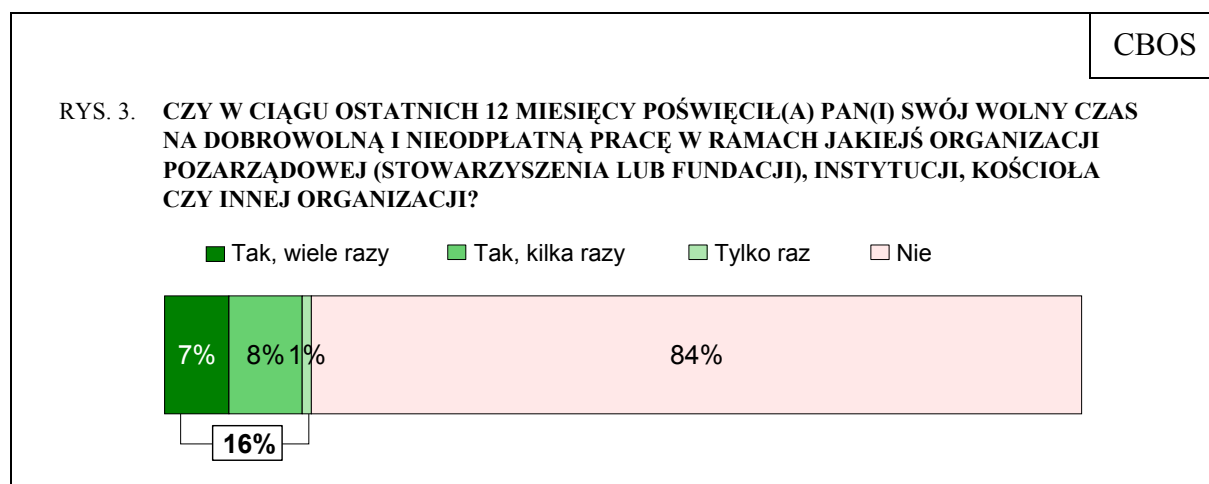 CBOS
RYS. 3. CZY W CIĄGU OSTATNICH 12 MIESIĘCY POŚWIĘCIŁ(A) PAN(I) SWÓJ WOLNY CZAS
NA DOBROWOLNĄ I NIEODPŁATNĄ PRACĘ W RAMACH JAKIEJŚ ORGANIZACJI
POZARZĄDOWEJ (STOWARZYSZENIA LUB FUNDACJI), INSTYTUCJI, KOŚCIOŁA
CZY INNEJ ORGANIZACJI?
Tak, wiele razy Tak, kilka razy Tylko raz Nie
7% 8% 1% 84%
16%